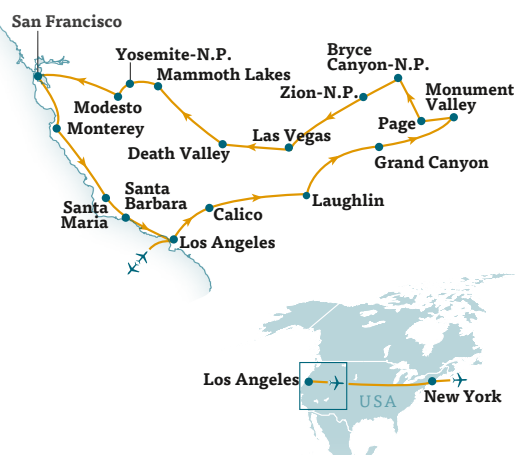 San Francisco
Yosemite-N.P.
Mammoth Lakes
Bryce
Canyon-N.P.
Zion-N.P.
Monument
Valley
Modesto
Monterey
Page
Las Vegas
Death Valley
Grand Canyon
Santa
Barbara
Santa
Maria
Calico
Laughlin
Los Angeles
Los Angeles
USA
New York